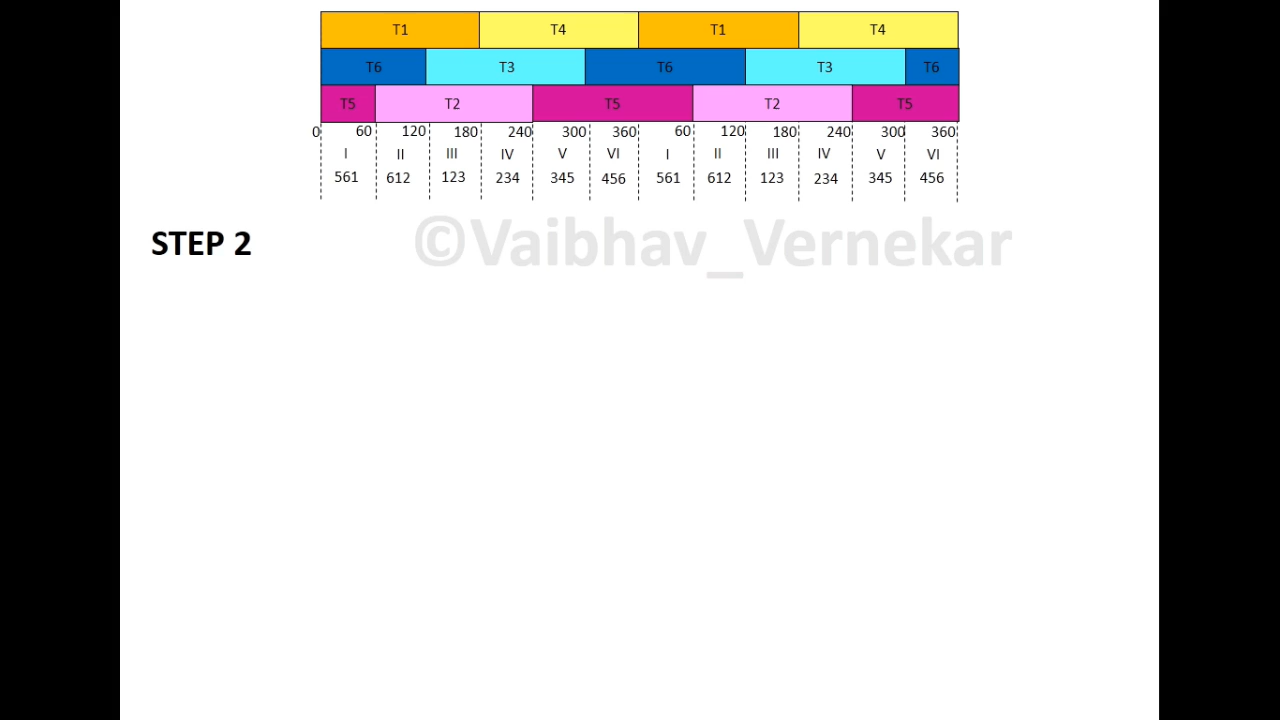 T1 T4 T1 T4
T6 T3 T6 T3 T6
T5 T2 T5 T2 T5
0 60 120 180 240 300 360 60 120 180 240 300 360
I II III IV V VI I II III IV V VI
561 612 123 234 345 456 561 612 123 234 345 456
STEP 2
©Vaibhav_Vernekar